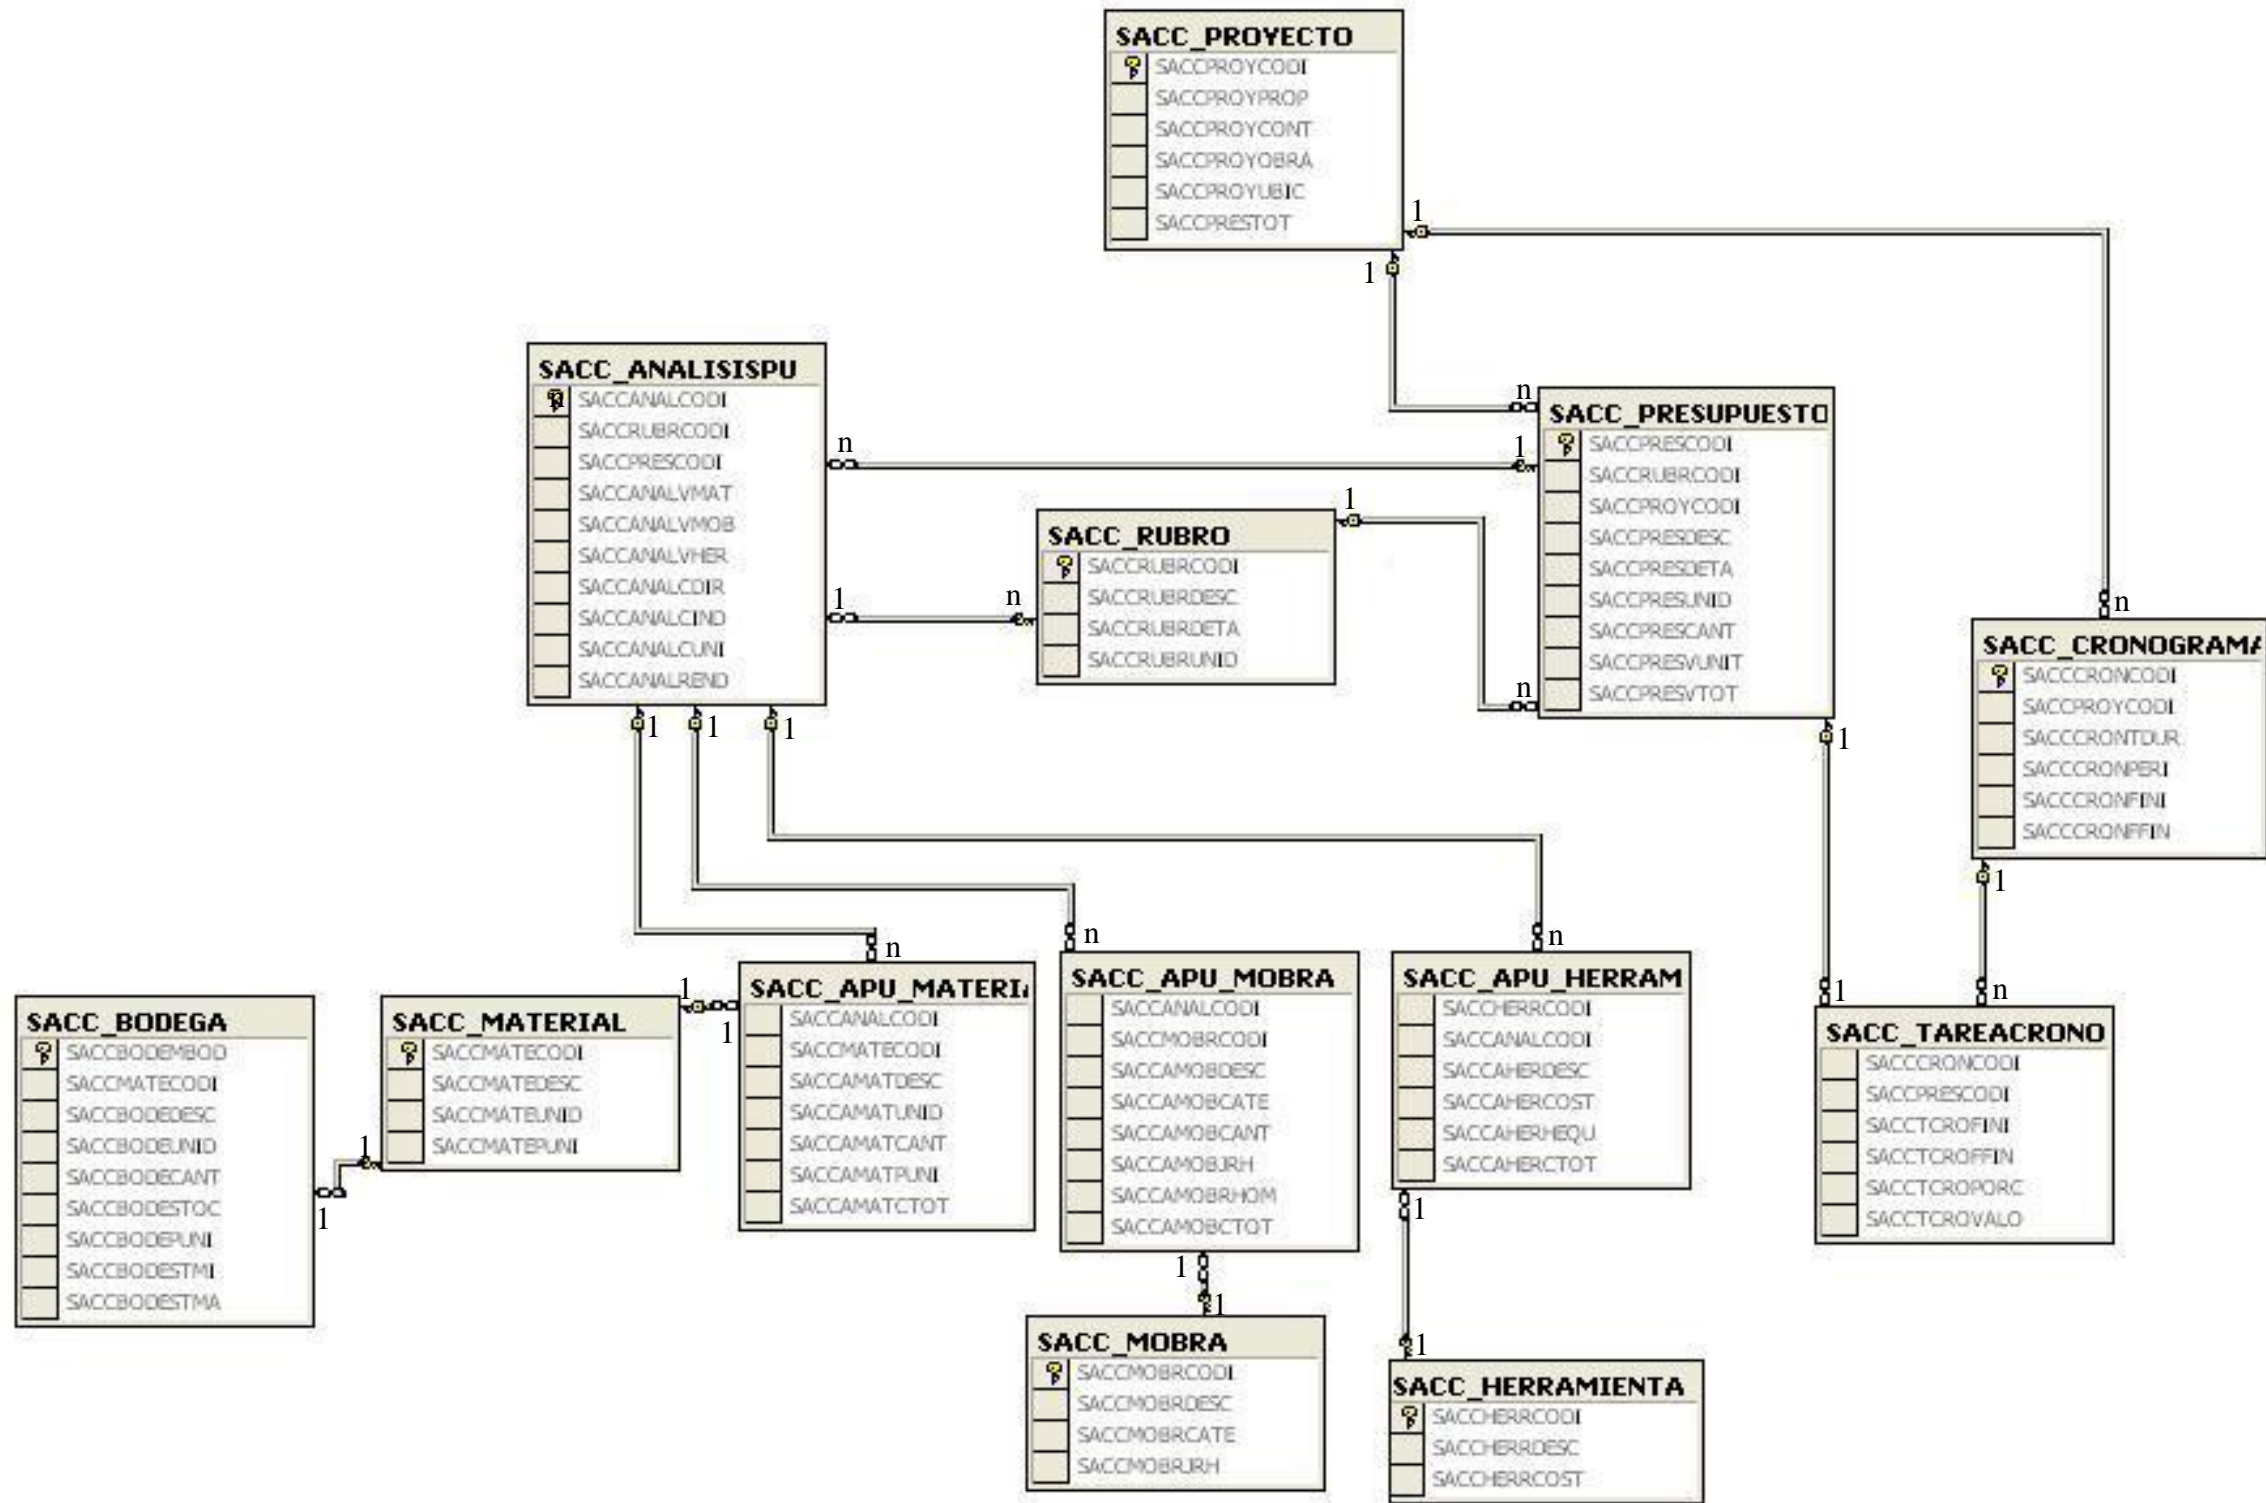 SACC_PROYECTO
SACCPROYCODI
SACCPROYPROP
SACCPROYCONT
SACCPROYOBRA
SACCPROYUBIC
SACCPRESTOT
1
1
SACC_ANALISISPU
n
SACCANALCODI
SACCRUBRCODI
SACCPRESCODI
SACCANALVMAT
SACCANALVMOB
SACCANALVHER
SACCANALCDIR
SACCANALCIND
SACCANALCUNI
SACCANALREND
n
1
1
n
SACC_RUBRO
SACCRUBRCODI
SACCRUBRDESC
SACCRUBRDETA
SACCRUBRUNID
1
n
n
SACC_PRESUPUESTO
SACCPRESCODI
SACCRUBRCODI
SACCPROYCODI
SACCPRESDESC
SACCPRESDETA
SACCPRESUNID
SACCPRESCANT
SACCPRESVUNIT
SACCPRESVTOT
1
n
SACC_CRONOGRAMA
SACCCRONCODI
SACCPROYCODI
SACCCRONTDUR
SACCCRONPERI
SACCCRONFINI
SACCCRONFFIN
1
1
1
1
n
n
n
1
n
SACC_BODEGA
SACCBODEMBOD
SACCMATECODI
SACCBODEDESC
SACCBODEUNID
SACCBODECANT
SACCBODESTOC
SACCBODEPUNI
SACCBODESTMI
SACCBODESTMA
1
1
SACC_MATERIAL
SACCMATECODI
SACCMATEDESC
SACCMATEUNID
SACCMATEPUNI
1
1
SACC_APU_MATERIA
SACCANALCODI
SACCMATECODI
SACCAMATDESC
SACCAMATUNID
SACCAMATCANT
SACCAMATPUNI
SACCAMATCTOT
SACC_APU_MOBRA
SACCANALCODI
SACCMOBRCODI
SACCAMOBDESC
SACCAMOBCATE
SACCAMOBCANT
SACCAMOBJRH
SACCAMOBRHOM
SACCAMOBCTOT
1
1
SACC_APU_HERRAM
SACCHERRCODI
SACCANALCODI
SACCAHERDESC
SACCAHERCOST
SACCAHERHEQU
SACCAHERCTOT
1
1
SACC_TAREACRONO
SACCCRONCODI
SACCPRESCODI
SACCTCROFINI
SACCTCROFFIN
SACCTCROPORC
SACCTCROVALO
SACC_MOBRA
SACCMOBRCODI
SACCMOBRDESC
SACCMOBRCATE
SACCMOBRJRH
SACC_HERRAMIENTA
SACCHERRCODI
SACCHERRDESC
SACCHERRCOST